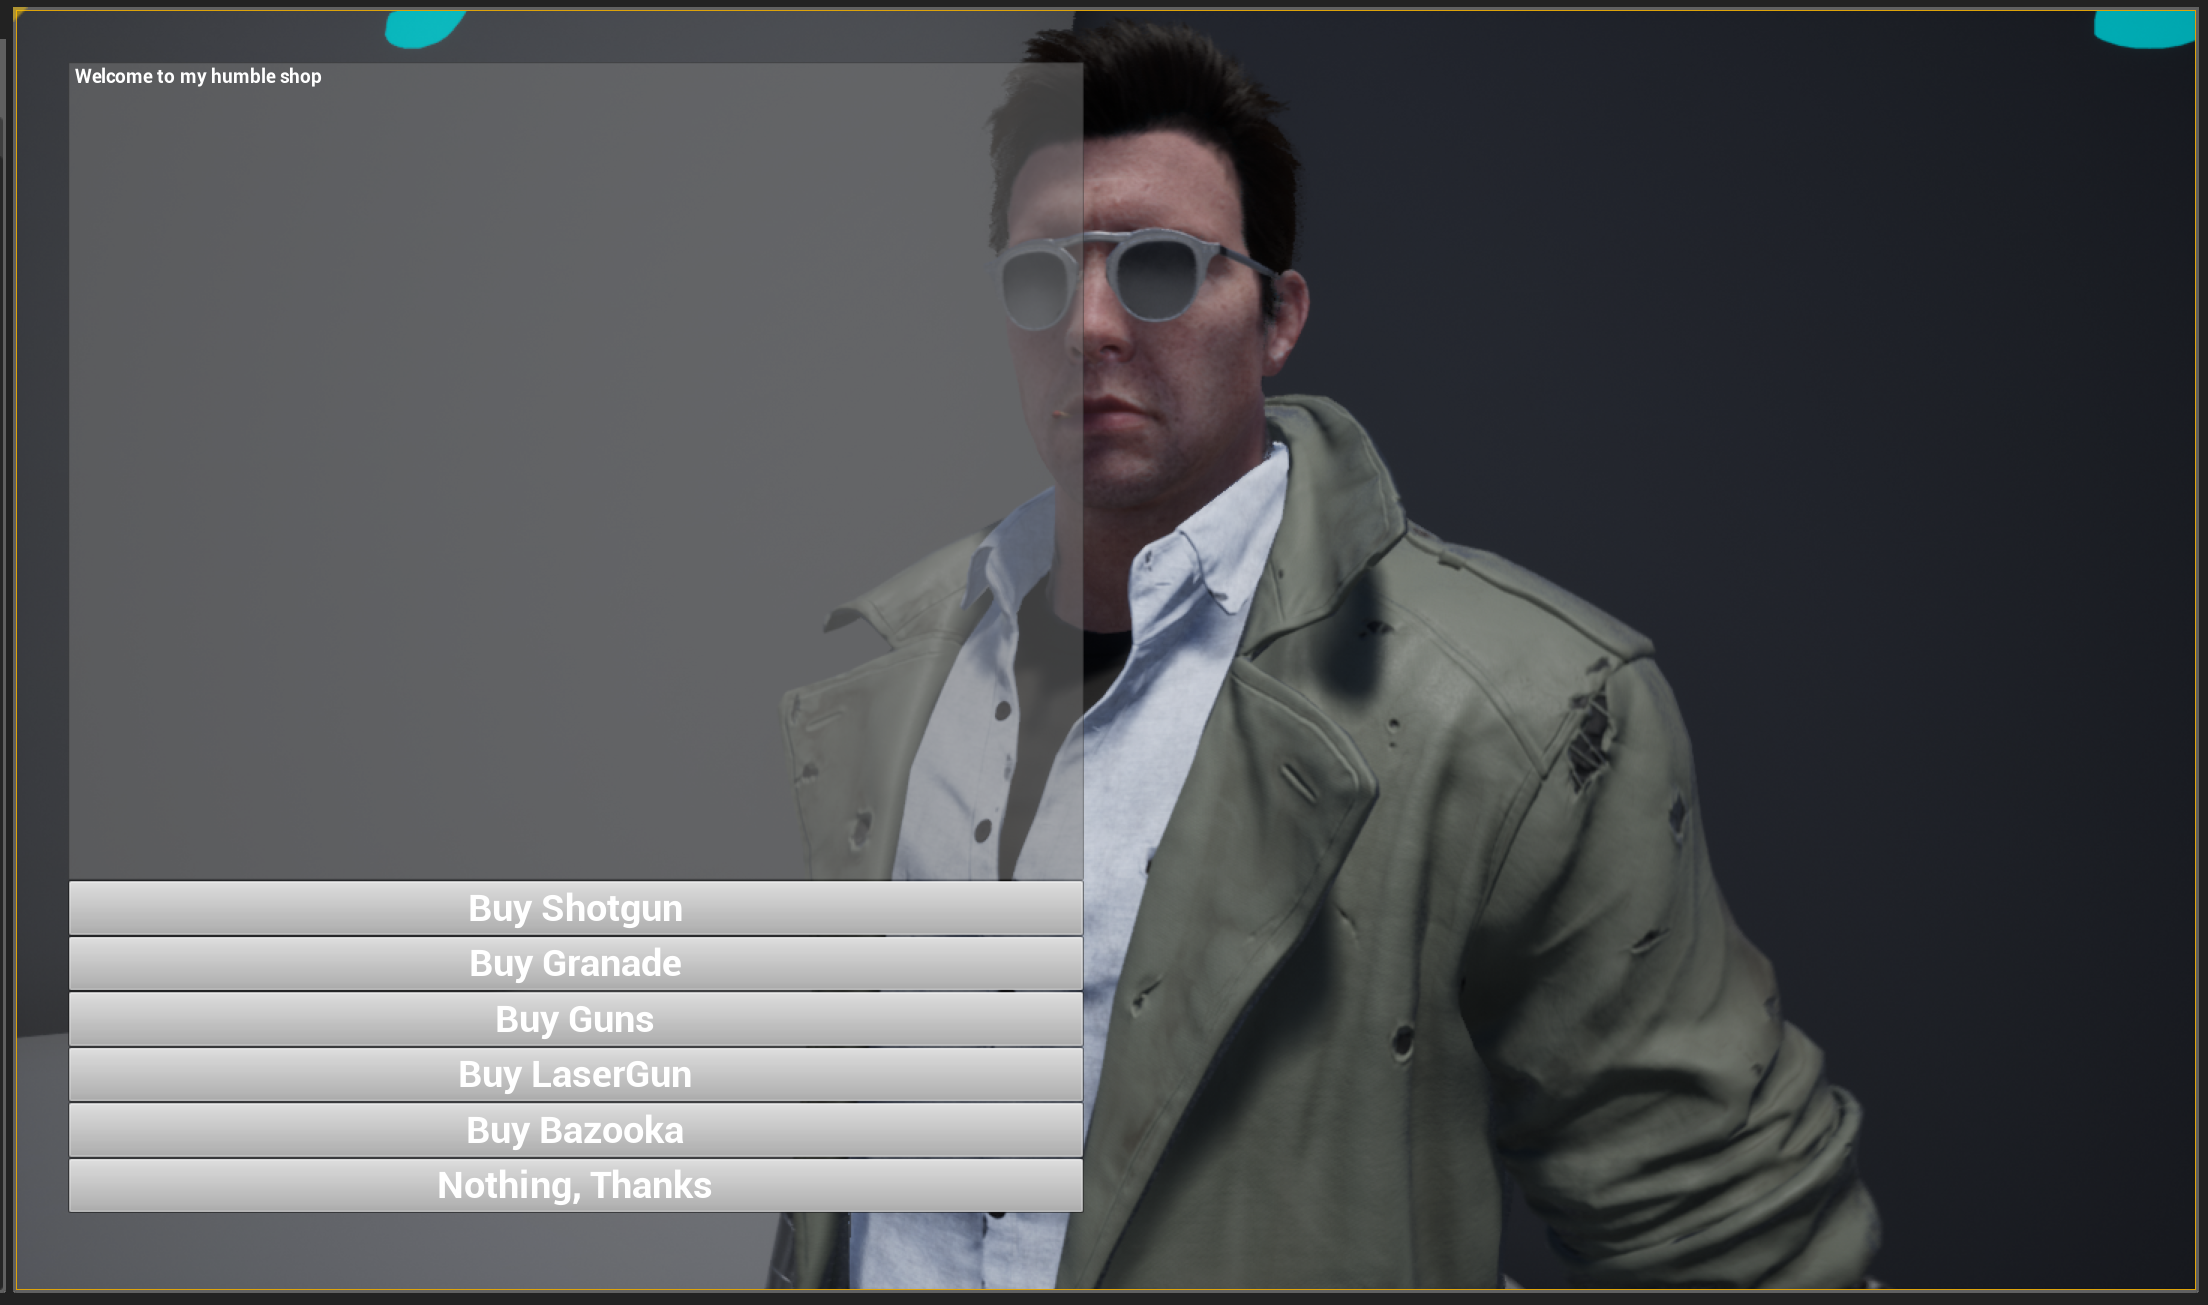 Welcome to my humble shop
Buy Shotgun
Buy Granade
Buy Guns
Buy LaserGun
Buy Bazooka
Nothing, Thanks